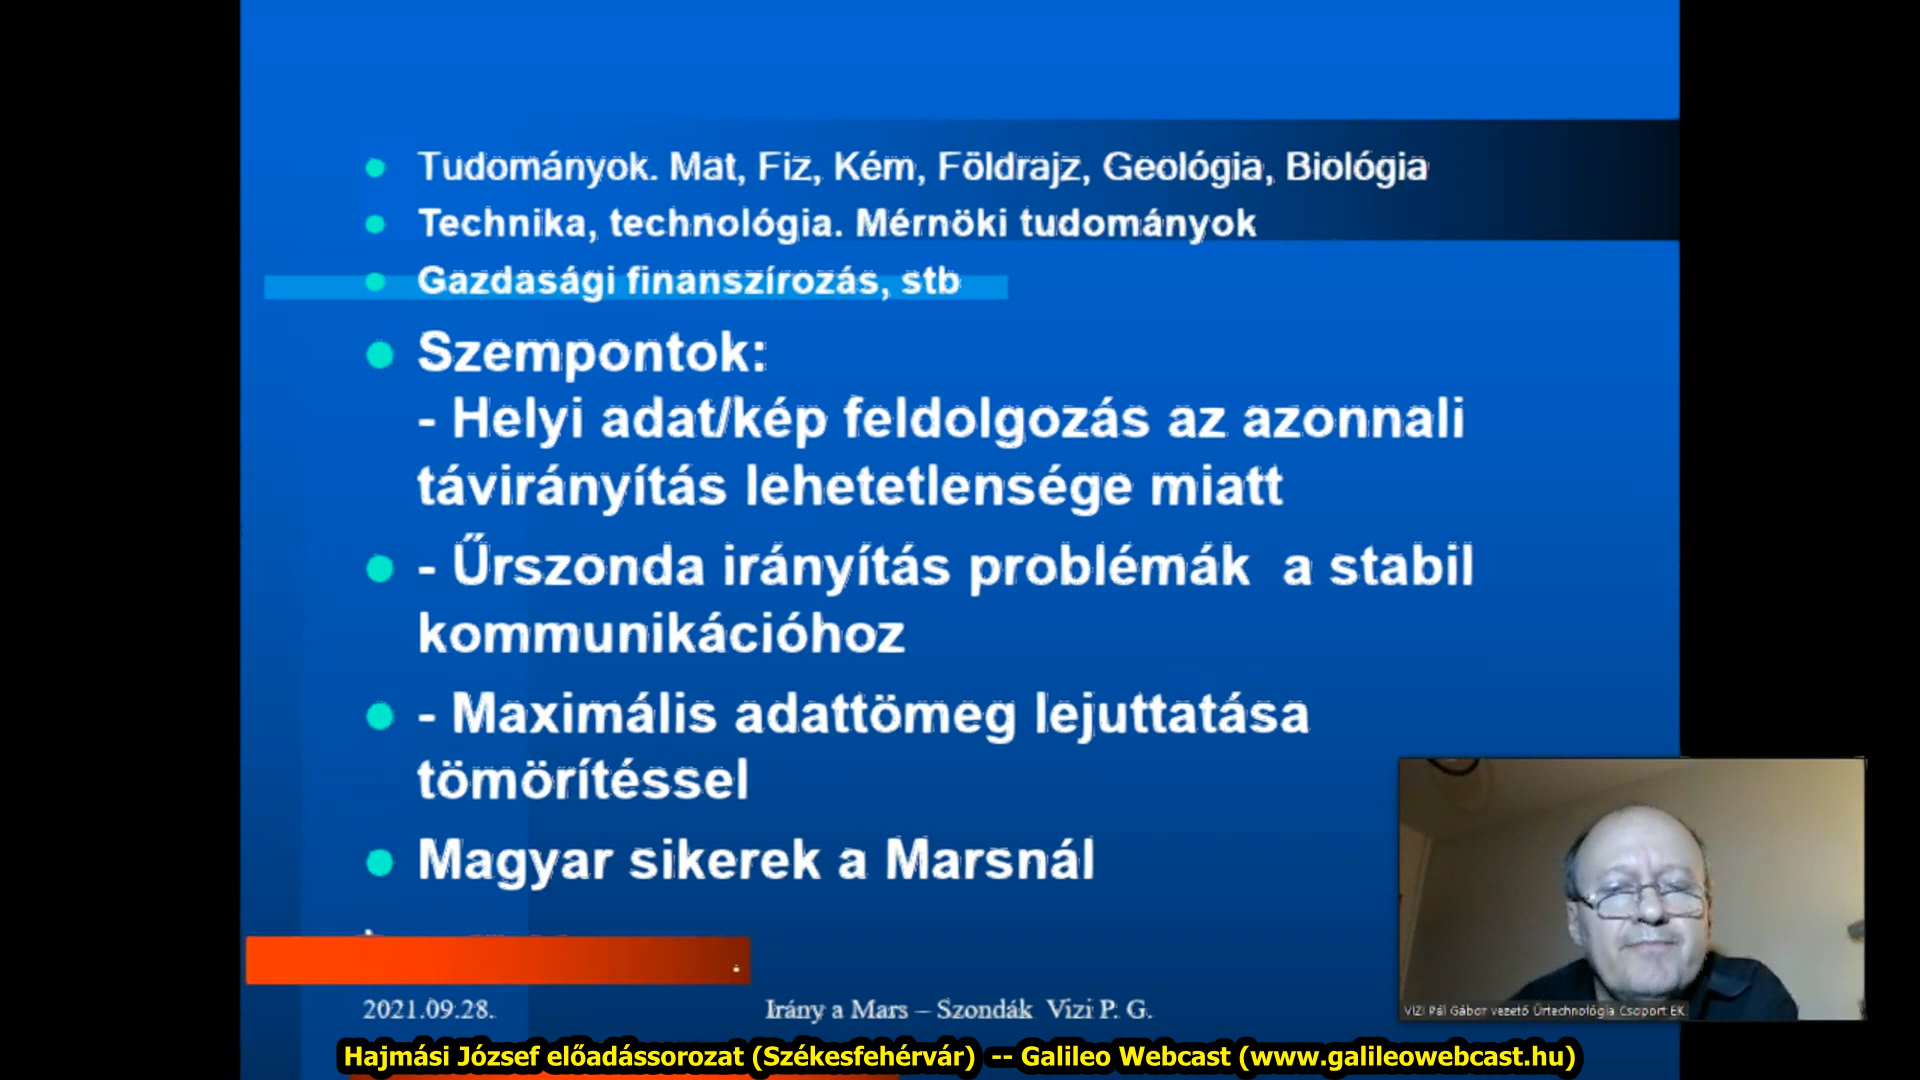 Tudományok. Mat, Fiz, Kém, Földrajz, Geológia, Biológia
Technika, technológia. Mérnöki tudományok
Gazdasági finanszírozás, stb
Szempontok:
- Helyi adat/kép feldolgozás az azonnali
távirányítás lehetetlensége miatt
- Űrszonda irányítás problémák a stabil
kommunikációhoz
- Maximális adattömeg lejuttatása
tömörítéssel
Magyar sikerek a Marsnál
2021.09.28.
Irány a Mars – Szondák Vizi P. G.
VIZI Pál Gábor vezető Űrtechnológia Csoport EK
Hajmási József előadássorozat (Székesfehérvár) -- Galileo Webcast (www.galileowebcast.hu)